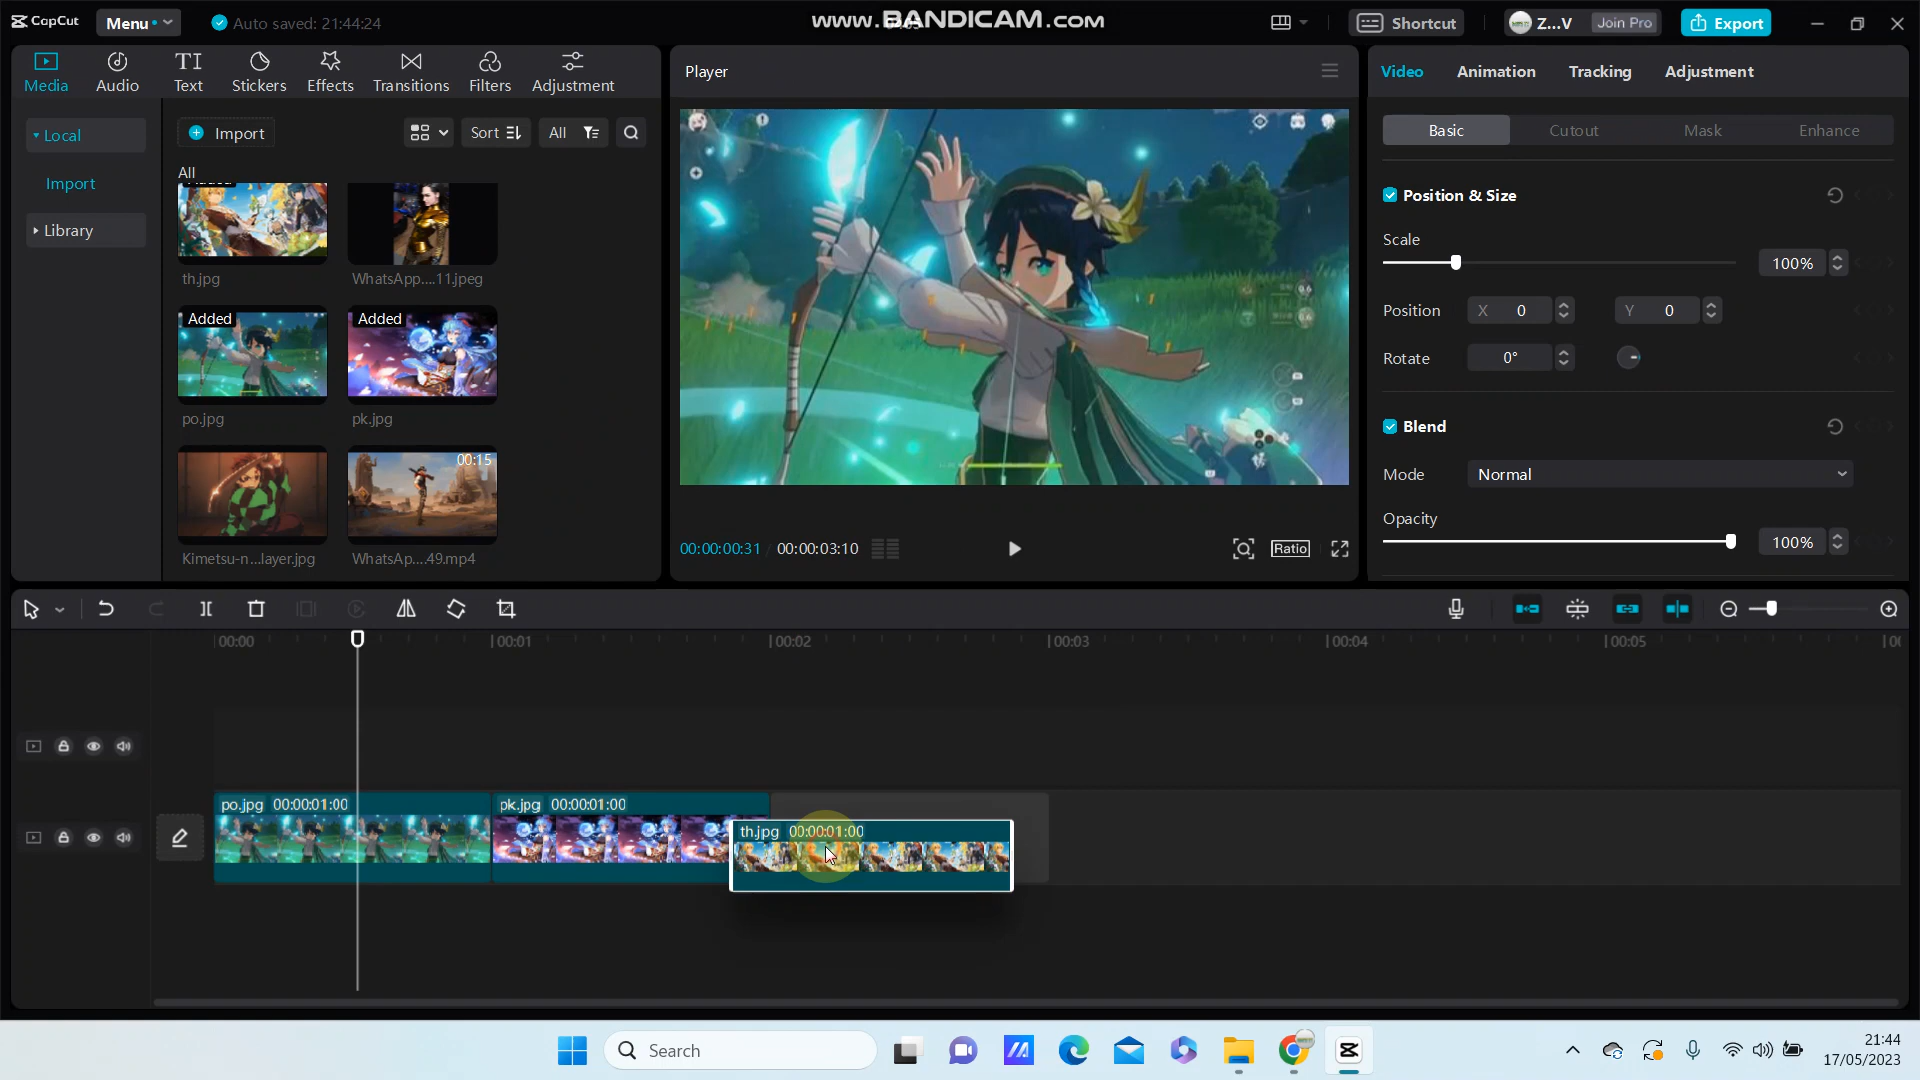 CapCut
Menu
Auto saved: 21:44:24
www.BANDICAM.com
Shortcut
Z...V
Join Pro
Export
Media
Audio
Text
Stickers
Effects
Transitions
Filters
Adjustment
Local
Import
Library
Import
Sort
All
All
Added
th.jpg
WhatsApp....11.jpeg
Added
po.jpg
Added
pk.jpg
Kimetsu-n...layer.jpg
00:15
WhatsAp....49.mp4
Player
00:00:00:31
00:00:03:10
Ratio
Video
Animation
Tracking
Adjustment
Basic
Cutout
Mask
Enhance
Position & Size
Scale
100%
Position
X 0
Y 0
Rotate
0°
Blend
Mode
Normal
Opacity
100%
00:00
00:01
00:02
00:03
00:04
00:05
po.jpg 00:00:01:00
pk.jpg 00:00:01:00
th.jpg 00:00:01:00
Search
21:44
17/05/2023